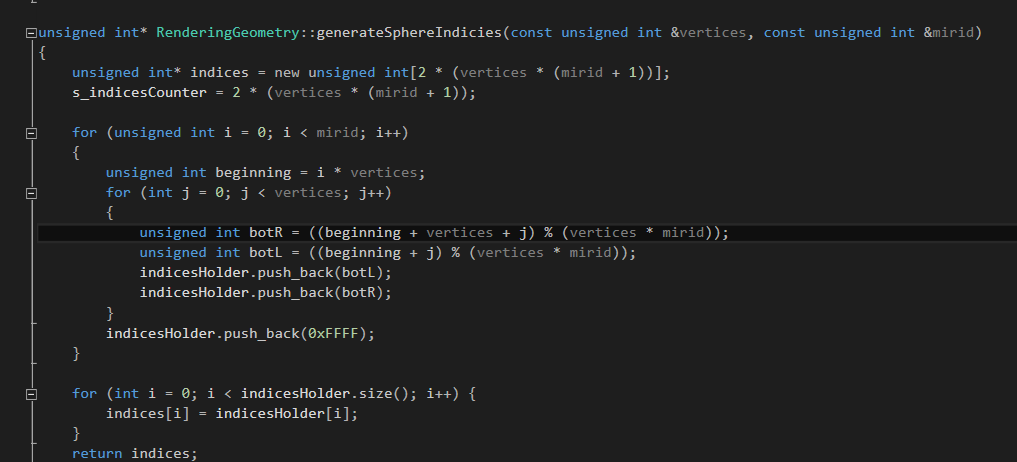 unsigned int* RenderingGeometry::generateSphereIndicies(const unsigned int &vertices, const unsigned int &mirid)
{
    unsigned int* indices = new unsigned int[2 * (vertices * (mirid + 1))];
    s_indicesCounter = 2 * (vertices * (mirid + 1));

    for (unsigned int i = 0; i < mirid; i++)
    {
        unsigned int beginning = i * vertices;
        for (int j = 0; j < vertices; j++)
        {
            unsigned int botR = ((beginning + vertices + j) % (vertices * mirid));
            unsigned int botL = ((beginning + j) % (vertices * mirid));
            indicesHolder.push_back(botL);
            indicesHolder.push_back(botR);
        }
        indicesHolder.push_back(0xFFFF);
    }

    for (int i = 0; i < indicesHolder.size(); i++) {
        indices[i] = indicesHolder[i];
    }
    return indices;